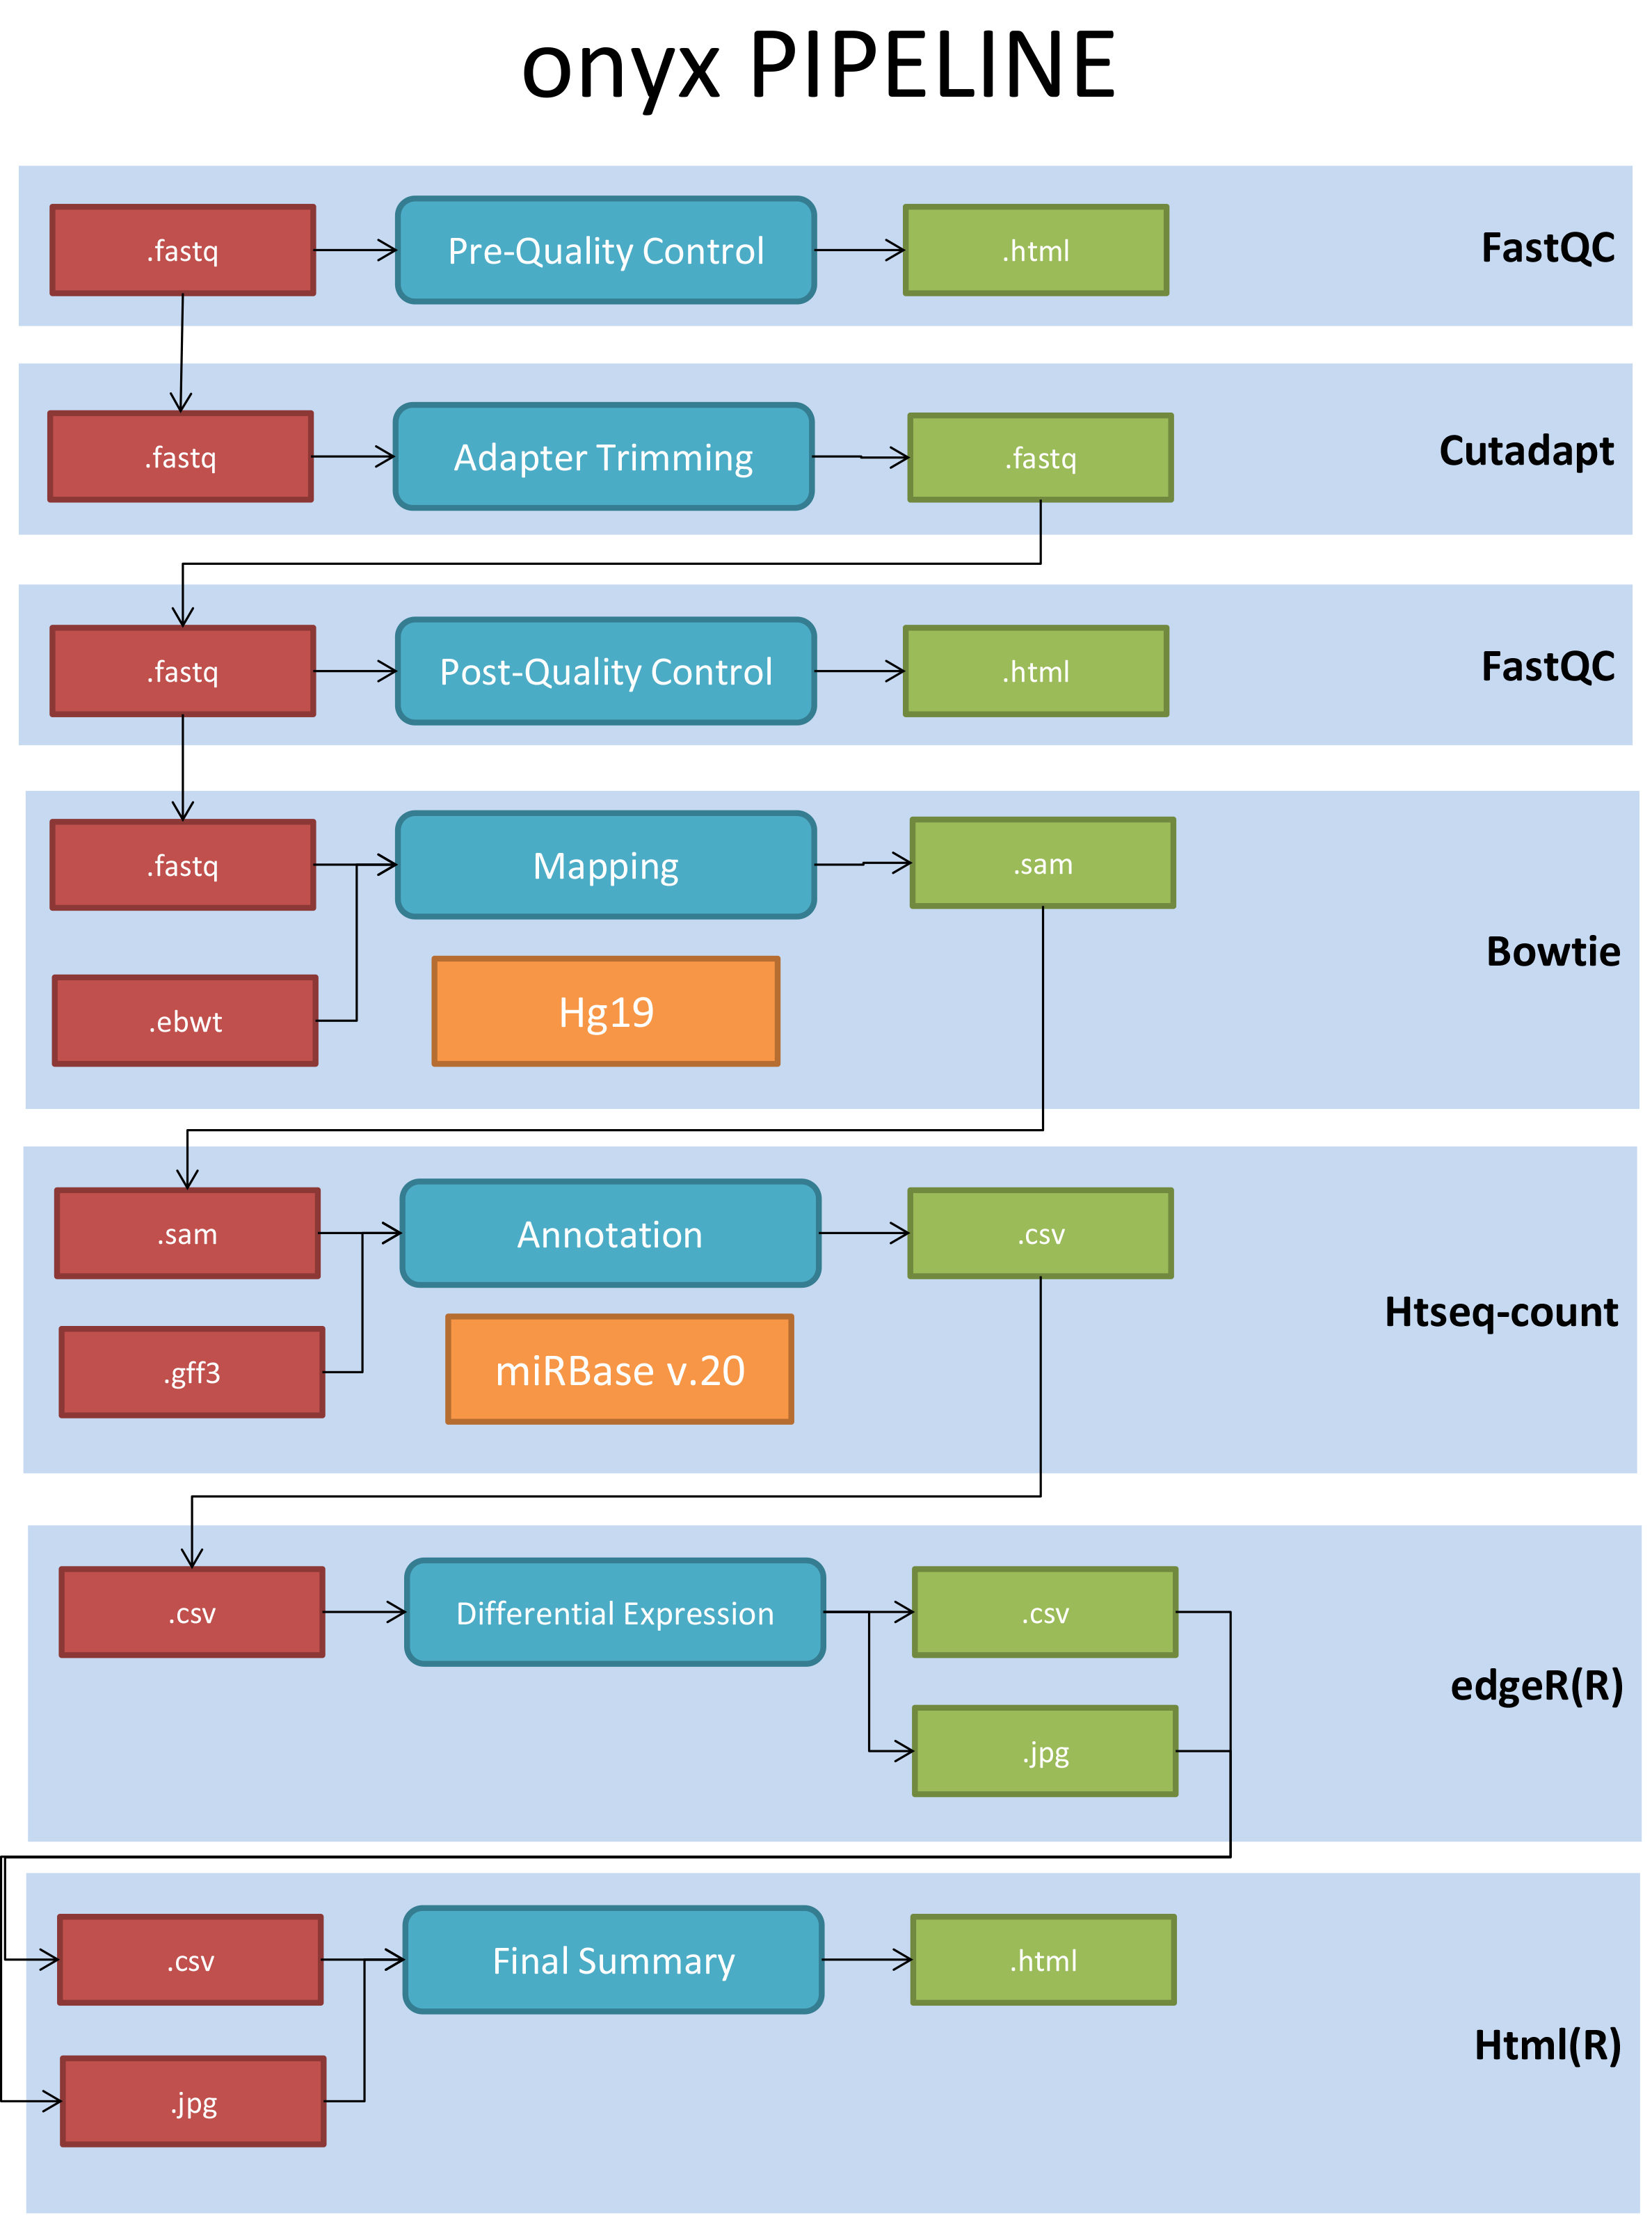 onyx PIPELINE
.fastq
Pre-Quality Control
.html
FastQC
.fastq
Adapter Trimming
.fastq
Cutadapt
.fastq
Post-Quality Control
.html
FastQC
.fastq
Mapping
.sam
Bowtie
.ebwt
Hg19
.sam
Annotation
.csv
Htseq-count
.gff3
miRBase v.20
.csv
Differential Expression
.csv
edgeR(R)
.jpg
.csv
Final Summary
.html
Html(R)
.jpg